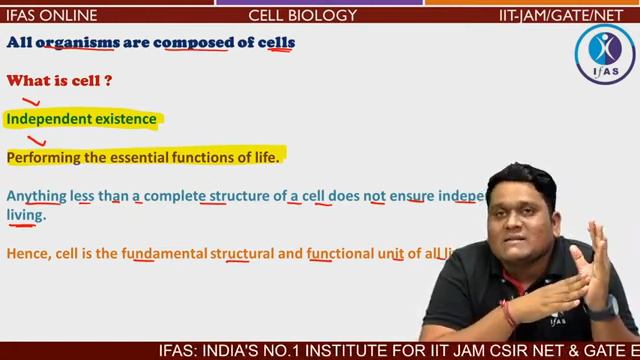 IFAS ONLINE CELL BIOLOGY IIT-JAM/GATE/NET
All organisms are composed of cells
IFAS
What is cell ?
Independent existence
Performing the essential functions of life.
Anything less than a complete structure of a cell does not ensure
living.
Hence, cell is the fundamental structural and functional unit of all
IFAS
IFAS: INDIA'S NO.1 INSTITUTE FOR IIT JAM CSIR NET & GATE